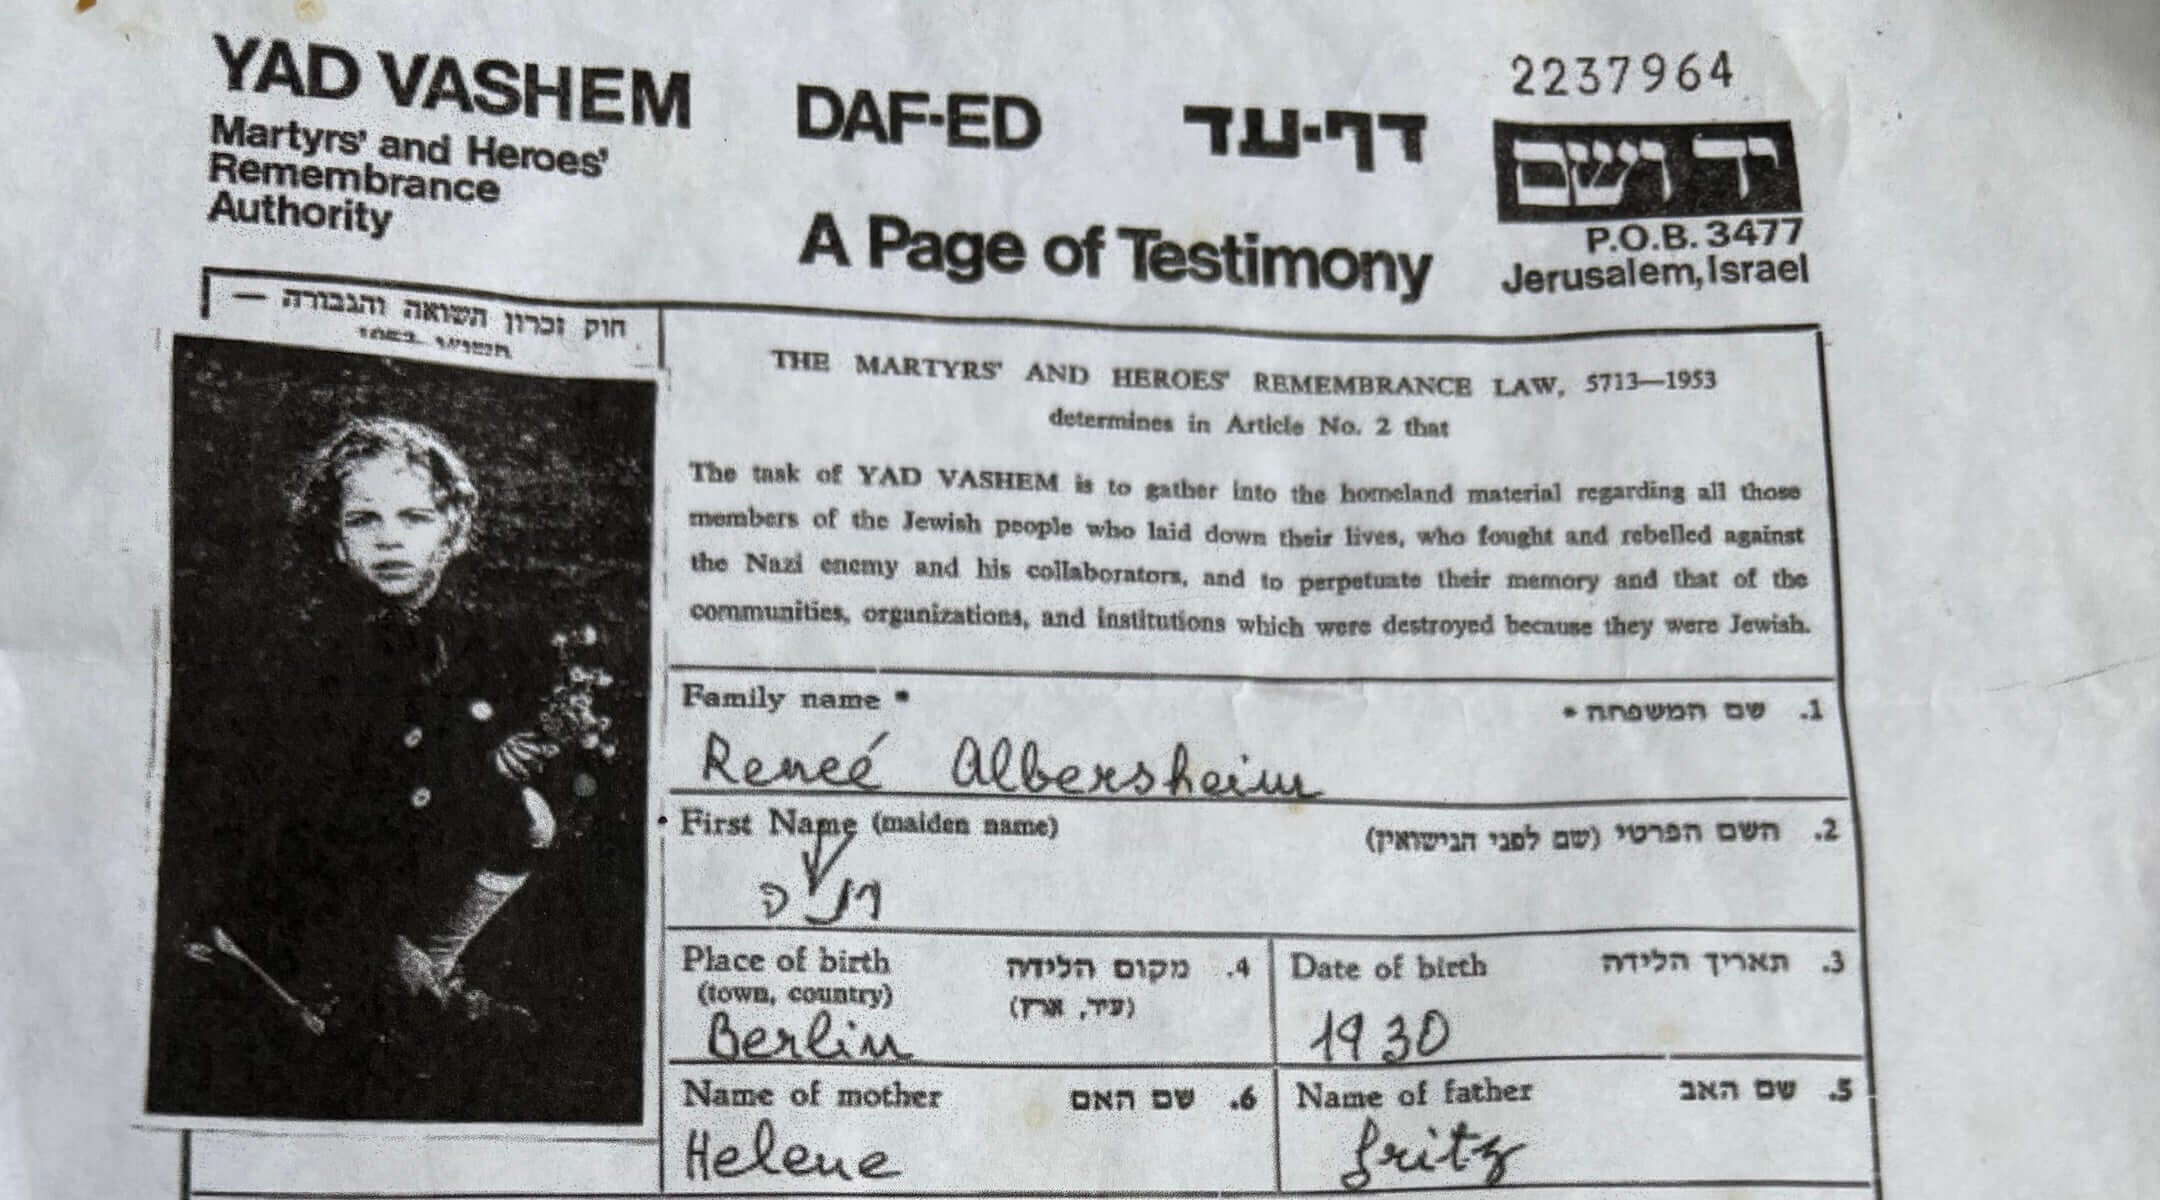 YAD VASHEM
Martyrs' and Heroes'
Remembrance
Authority
DAF-ED
דף-עד
A Page of Testimony
2237964
יד ושם
P.O.B. 3477
Jerusalem, Israel
חוק זכרון השואה והגבורה —
THE MARTYRS' AND HEROES' REMEMBRANCE LAW, 5713—1953
determines in Article No. 2 that
The task of YAD VASHEM is to gather into the homeland material regarding all those
members of the Jewish people who laid down their lives, who fought and rebelled against
the Nazi enemy and his collaborators, and to perpetuate their memory and that of the
communities, organizations, and institutions which were destroyed because they were Jewish.
Family name *
1. שם המשפחה *
Reneé Albersheim
First Name (maiden name)
2. השם הפרטי (שם לפני הנישואין)
Place of birth
(town, country)
4. מקום הלידה
(עיר, ארץ)
Berlin
Date of birth
3. תאריך הלידה
1930
Name of mother
6. שם האם
Helene
Name of father
5. שם האב
Fritz